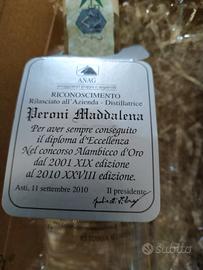 ANAG
RICONOSCIMENTO
Rilasciato all'Azienda - Distillatrice
Peroni Maddalena
Per aver sempre conseguito
il diploma d'Eccellenza
Nel concorso Alambicco d'Oro
dal 2001 XIX edizione
al 2010 XXVIII edizione.
Asti, 11 settembre 2010 Il presidente
subito